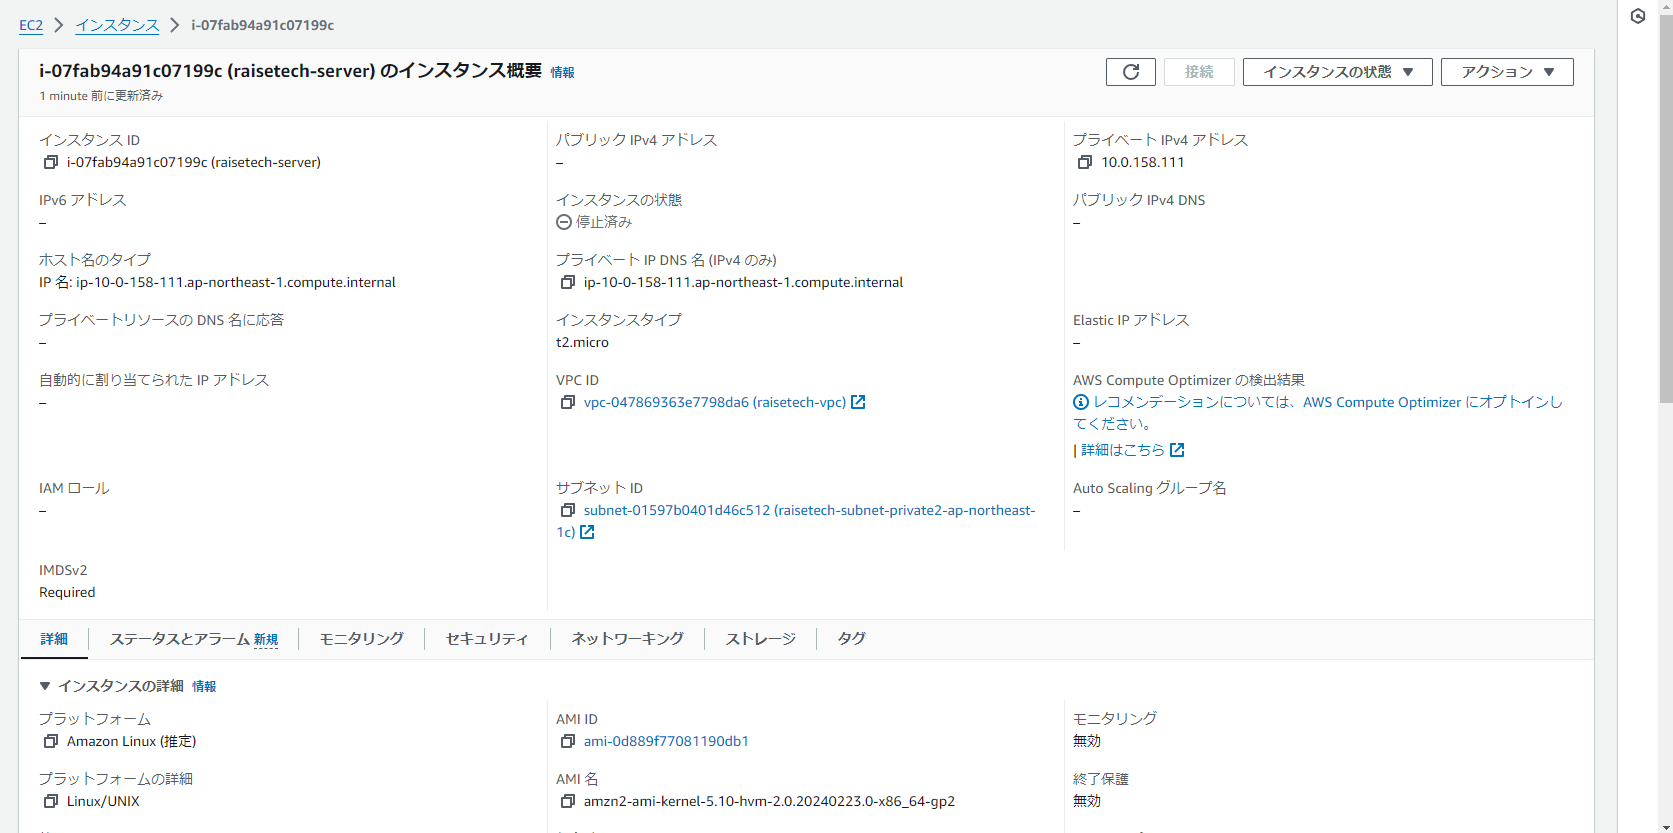 EC2 > インスタンス > i-07fab94a91c07199c
i-07fab94a91c07199c (raisetech-server) のインスタンス概要 情報
1 minute 前に更新済み
接続
インスタンスの状態 ▼
アクション ▼
インスタンス ID
i-07fab94a91c07199c (raisetech-server)
パブリック IPv4 アドレス
–
プライベート IPv4 アドレス
10.0.158.111
IPv6 アドレス
–
インスタンスの状態
停止済み
パブリック IPv4 DNS
–
ホスト名のタイプ
IP 名: ip-10-0-158-111.ap-northeast-1.compute.internal
プライベート IP DNS 名 (IPv4 のみ)
ip-10-0-158-111.ap-northeast-1.compute.internal
プライベートリソースの DNS 名に応答
–
インスタンスタイプ
t2.micro
Elastic IP アドレス
–
自動的に割り当てられた IP アドレス
–
VPC ID
vpc-047869363e7798da6 (raisetech-vpc)
AWS Compute Optimizer の検出結果
レコメンデーションについては、AWS Compute Optimizer にオプトインし
てください。
| 詳細はこちら
IAM ロール
–
サブネット ID
subnet-01597b0401d46c512 (raisetech-subnet-private2-ap-northeast-
1c)
Auto Scaling グループ名
–
IMDSv2
Required
詳細
ステータスとアラーム 新規
モニタリング
セキュリティ
ネットワーキング
ストレージ
タグ
▼ インスタンスの詳細 情報
プラットフォーム
Amazon Linux (推定)
AMI ID
ami-0d889f77081190db1
モニタリング
無効
プラットフォームの詳細
Linux/UNIX
AMI 名
amzn2-ami-kernel-5.10-hvm-2.0.20240223.0-x86_64-gp2
終了保護
無効